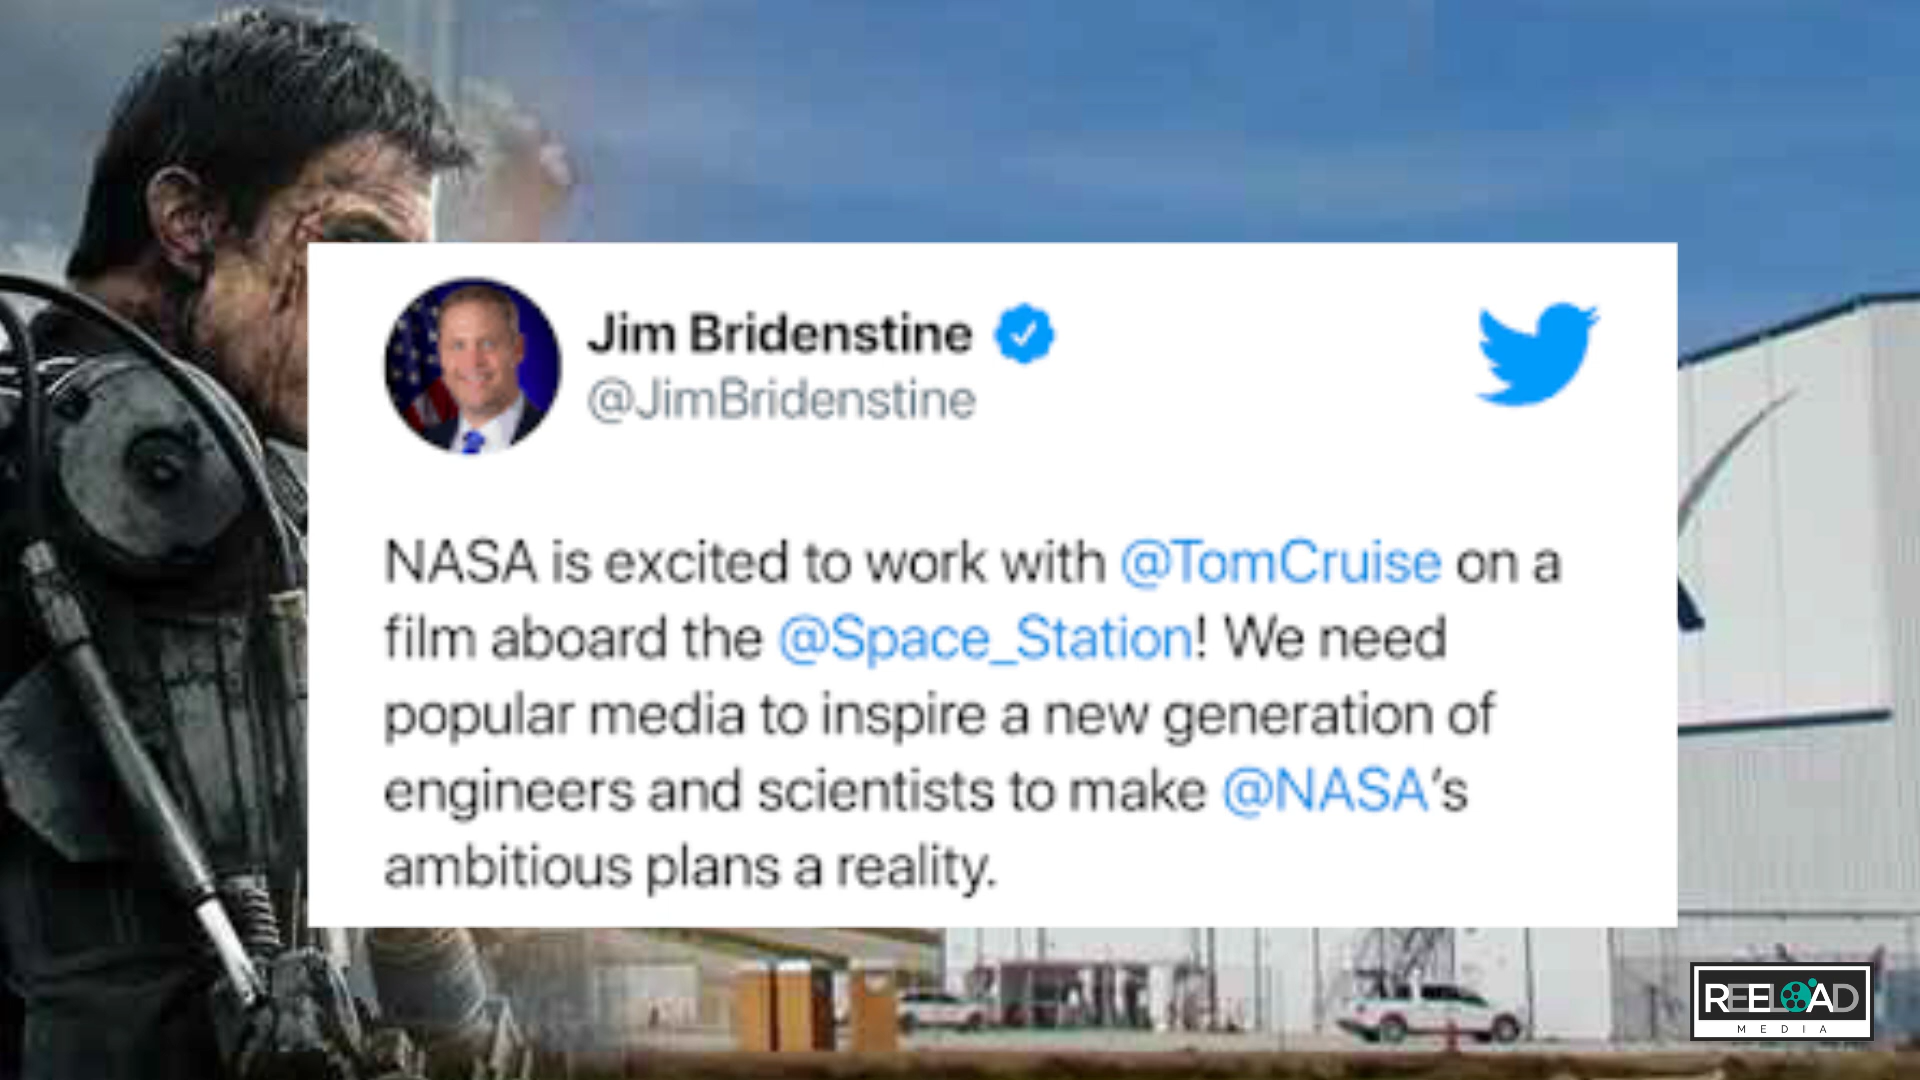 Jim Bridenstine
@JimBridenstine
NASA is excited to work with @TomCruise on a
film aboard the @Space_Station! We need
popular media to inspire a new generation of
engineers and scientists to make @NASA’s
ambitious plans a reality.
REELOAD
MEDIA